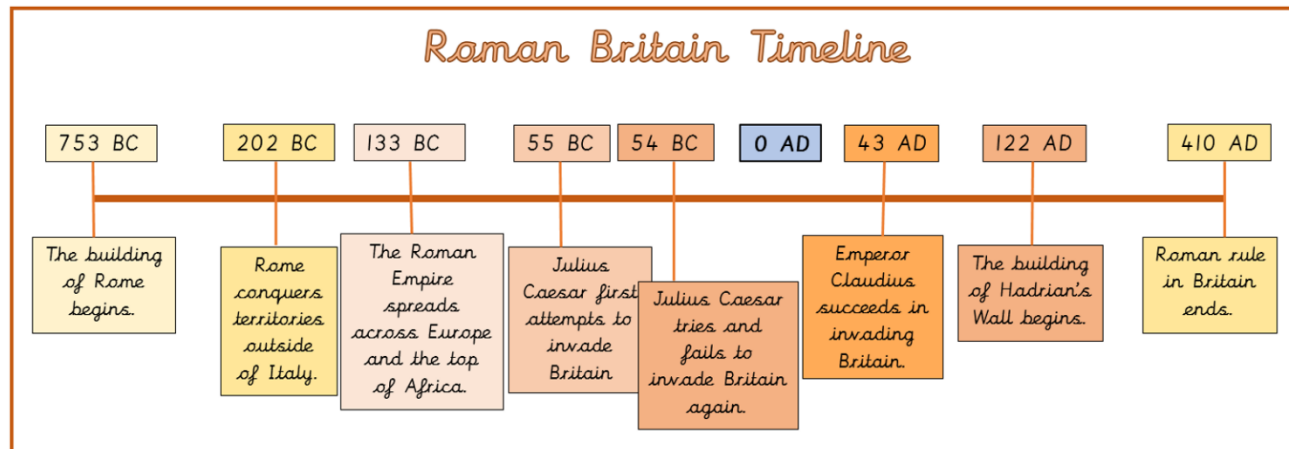 Roman Britain Timeline
753 BC
202 BC
133 BC
55 BC
54 BC
0 AD
43 AD
122 AD
410 AD
The building
of Rome
begins.
Rome
conquers
territories
outside
of Italy.
The Roman
Empire
spreads
across Europe
and the top
of Africa.
Julius
Caesar first
attempts to
invade
Britain
Julius Caesar
tries and
fails to
invade Britain
again.
Emperor
Claudius
succeeds in
invading
Britain.
The building
of Hadrian's
Wall begins.
Roman rule
in Britain
ends.